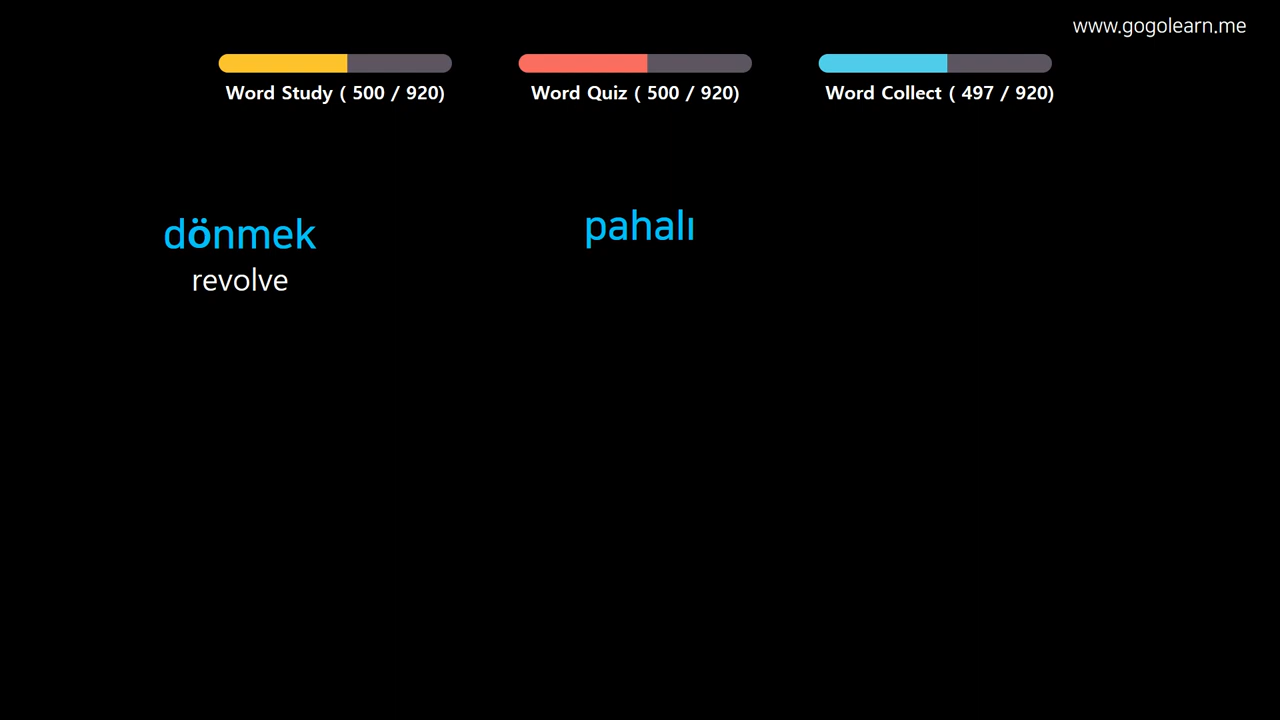 www.gogolearn.me
Word Study ( 500 / 920)
Word Quiz ( 500 / 920)
Word Collect ( 497 / 920)
dönmek
revolve
pahalı